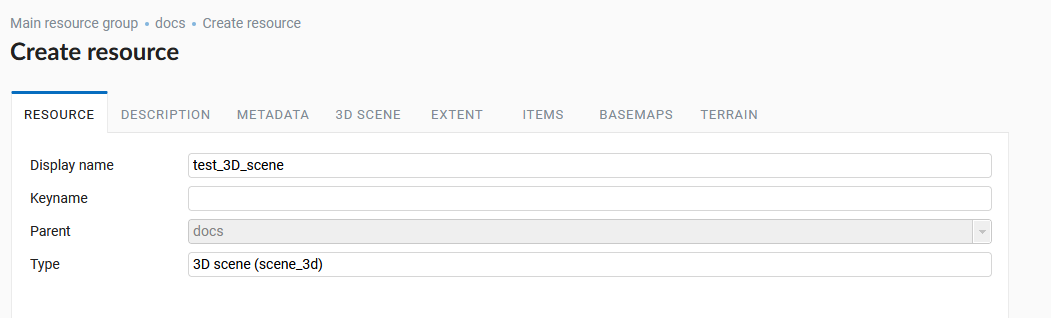 Main resource group • docs • Create resource
Create resource
RESOURCE DESCRIPTION METADATA 3D SCENE EXTENT ITEMS BASEMAPS TERRAIN
Display name test_3D_scene
Keyname
Parent docs
Type 3D scene (scene_3d)